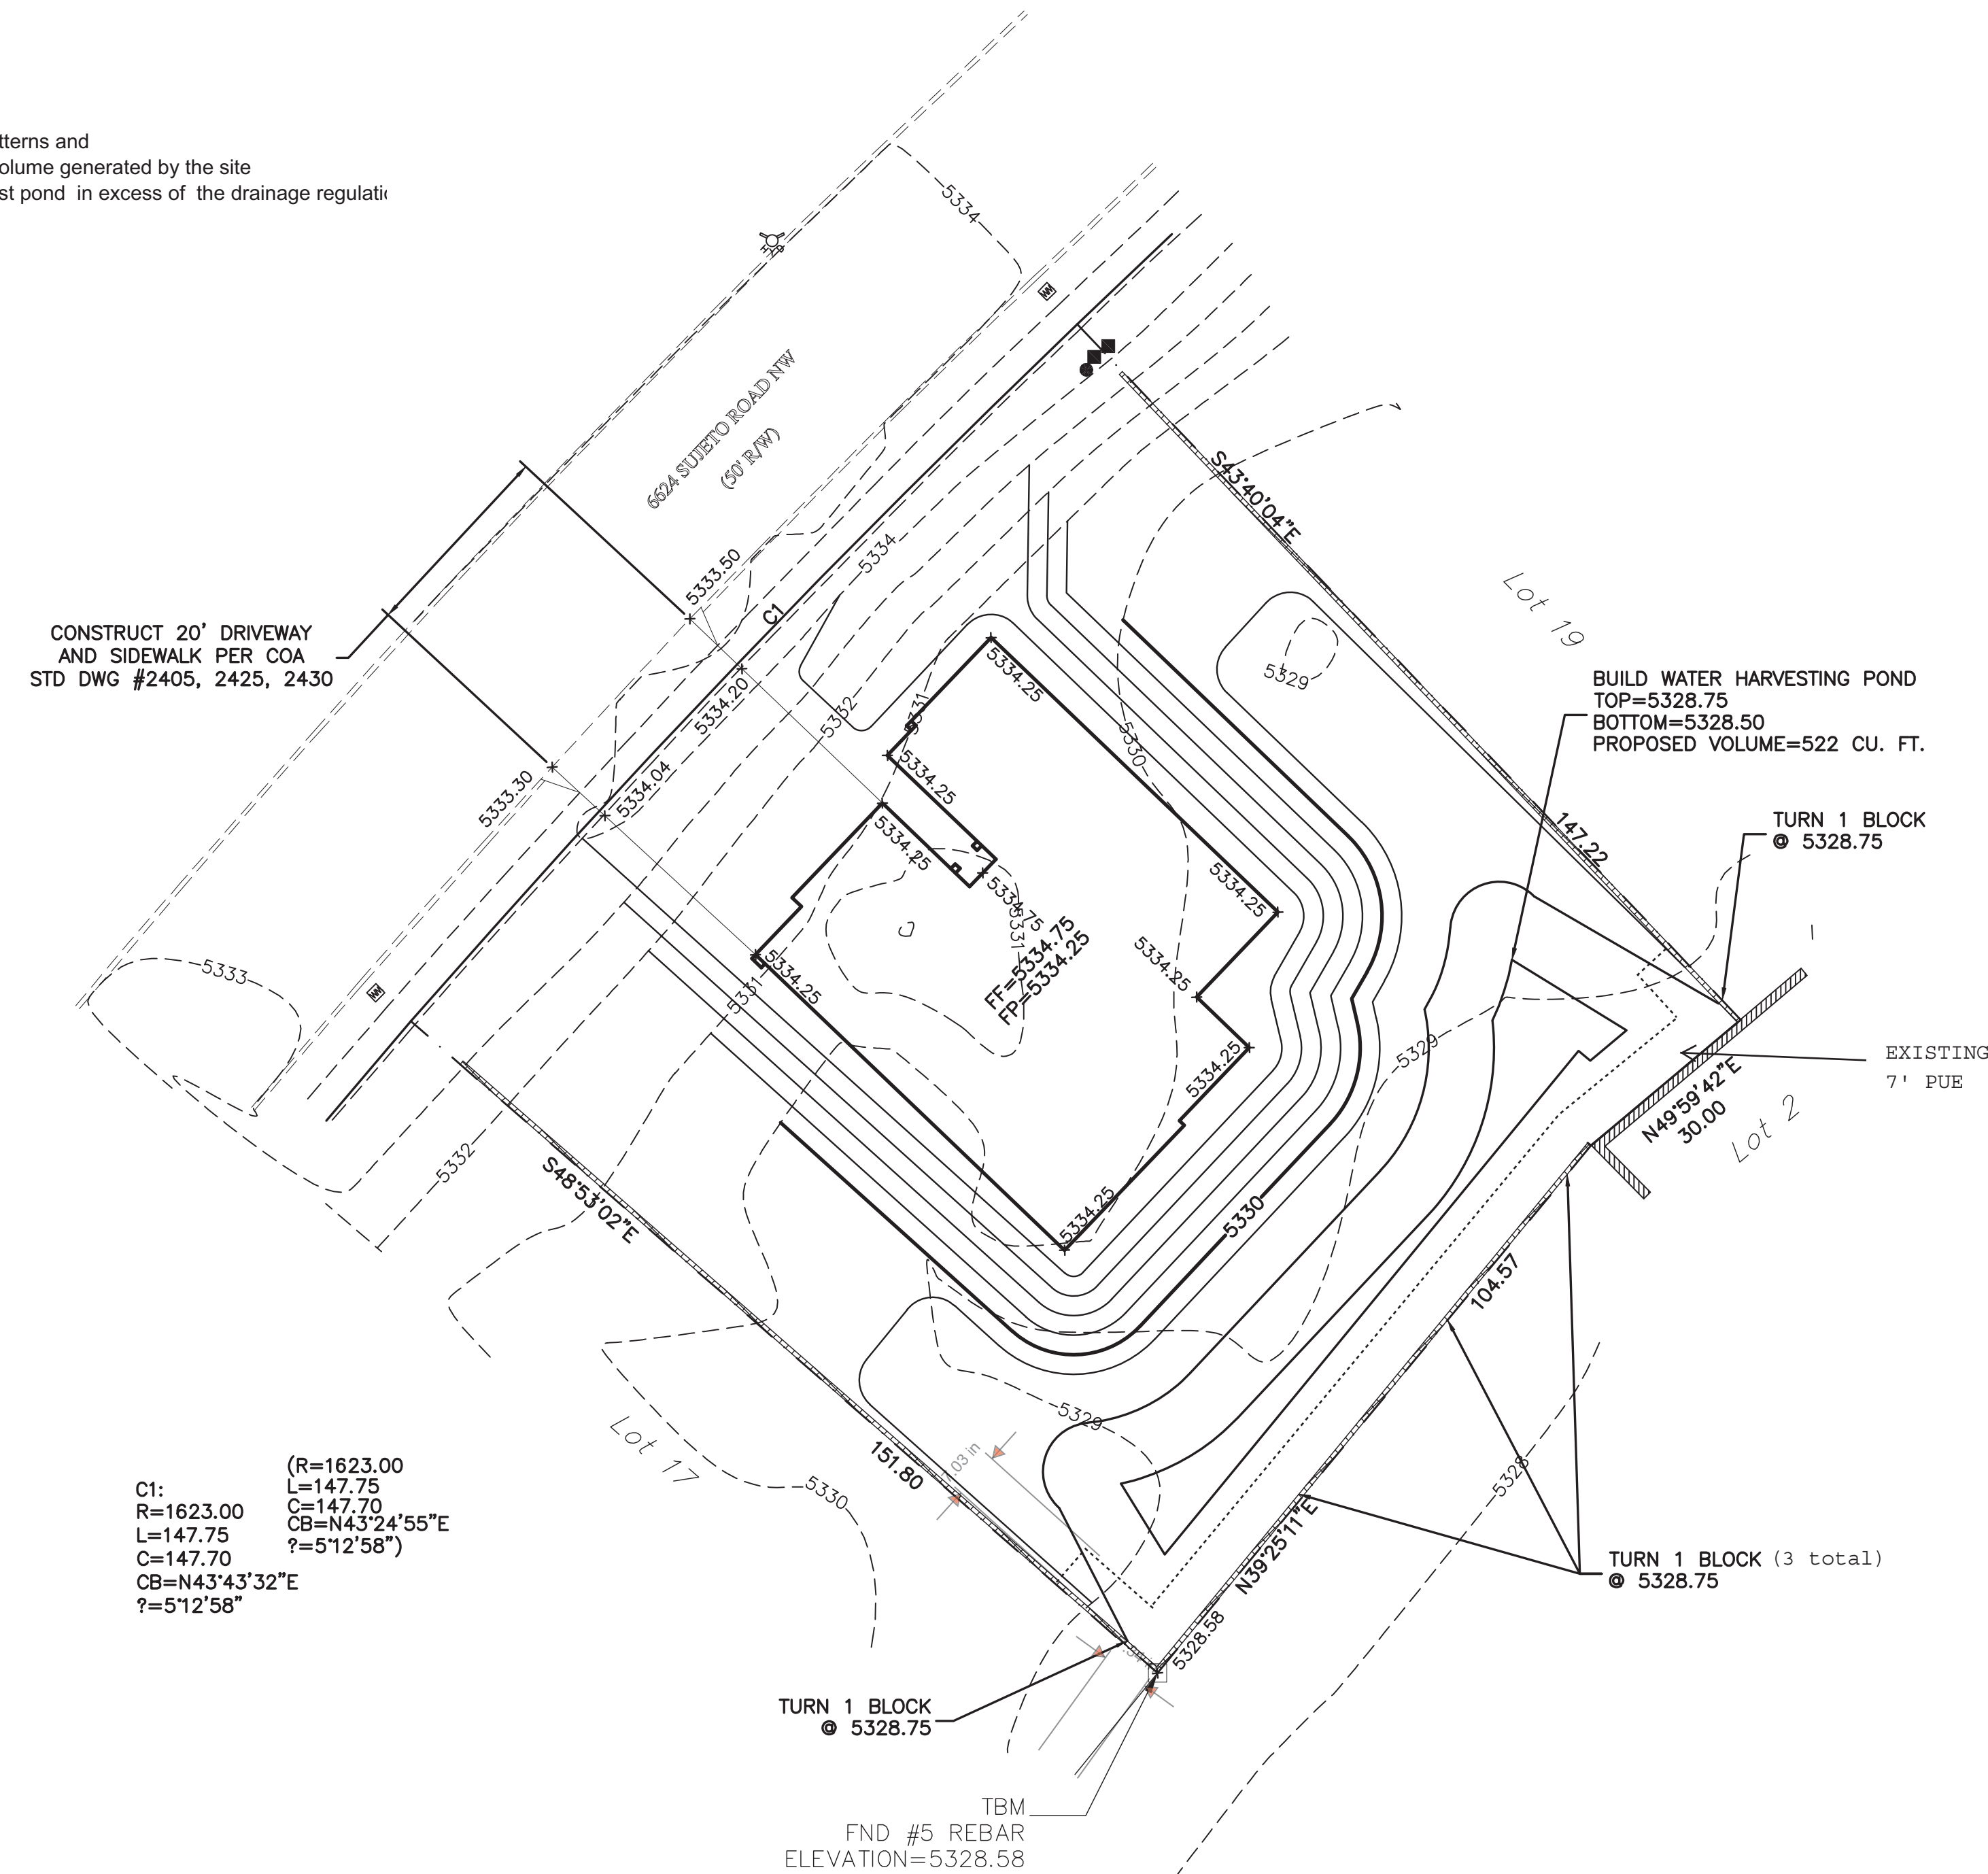 tterns and
olume generated by the site
st pond in excess of the drainage regulati
5334
HYD
WM
6624 SUJETO ROAD NW
(50' R/W)
S43°40'04"E
5333.50
5334
C1
Lot 19
CONSTRUCT 20' DRIVEWAY
AND SIDEWALK PER COA
STD DWG #2405, 2425, 2430
5329
5334.25
5334.20
5332
5331
5330
BUILD WATER HARVESTING POND
TOP=5328.75
BOTTOM=5328.50
PROPOSED VOLUME=522 CU. FT.
5333.30
5334.04
5334.25
5334.25
147.22
TURN 1 BLOCK
@ 5328.75
5334.25
5334.75
5331
FF=5334.75
FP=5334.25
5334.25
5334.25
5333
WM
5331
5334.25
5329
EXISTING
7' PUE
N49°59'42"E
30.00
Lot 2
5332
S48°53'02"E
5334.25
5330
104.57
5329
Lot 17
151.80
.03 in
5330
5328
C1:
R=1623.00
L=147.75
C=147.70
CB=N43°43'32"E
?=5°12'58"
(R=1623.00
L=147.75
C=147.70
CB=N43°24'55"E
?=5°12'58")
N39°25'11"E
TURN 1 BLOCK (3 total)
@ 5328.75
5328.58
TURN 1 BLOCK
@ 5328.75
TBM
FND #5 REBAR
ELEVATION=5328.58